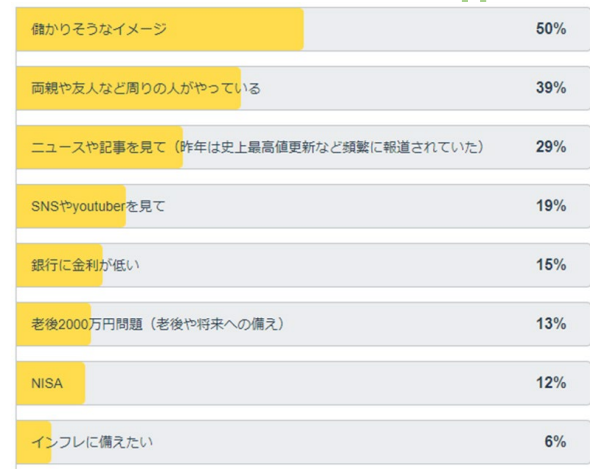 儲かりそうなイメージ 50%
両親や友人など周りの人がやっている 39%
ニュースや記事を見て（昨年は史上最高値更新など頻繁に報道されていた） 29%
SNSやyoutuberを見て 19%
銀行に金利が低い 15%
老後2000万円問題（老後や将来への備え） 13%
NISA 12%
インフレに備えたい 6%